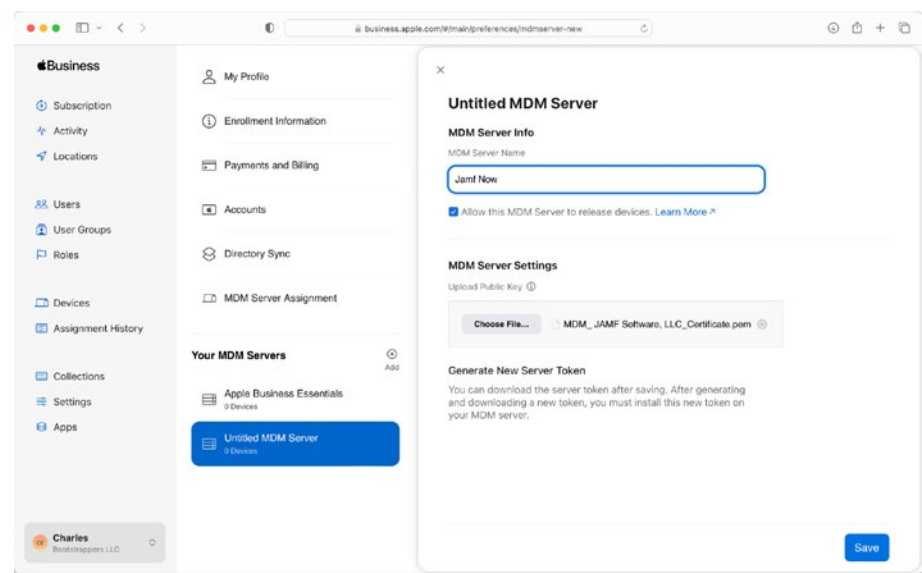 business.apple.com/#/main/preferences/mdmserver-new
Business
Subscription
Activity
Locations
Users
User Groups
Roles
Devices
Assignment History
Collections
Settings
Apps
Charles
Bootstrappers LLC
My Profile
Enrollment Information
Payments and Billing
Accounts
Directory Sync
MDM Server Assignment
Your MDM Servers
Add
Apple Business Essentials
0 Devices
Untitled MDM Server
0 Devices
Untitled MDM Server
MDM Server Info
MDM Server Name
Jamf Now
Allow this MDM Server to release devices. Learn More
MDM Server Settings
Upload Public Key
Choose File... MDM_ JAMF Software, LLC_Certificate.pem
Generate New Server Token
You can download the server token after saving. After generating
and downloading a new token, you must install this new token on
your MDM server.
Save